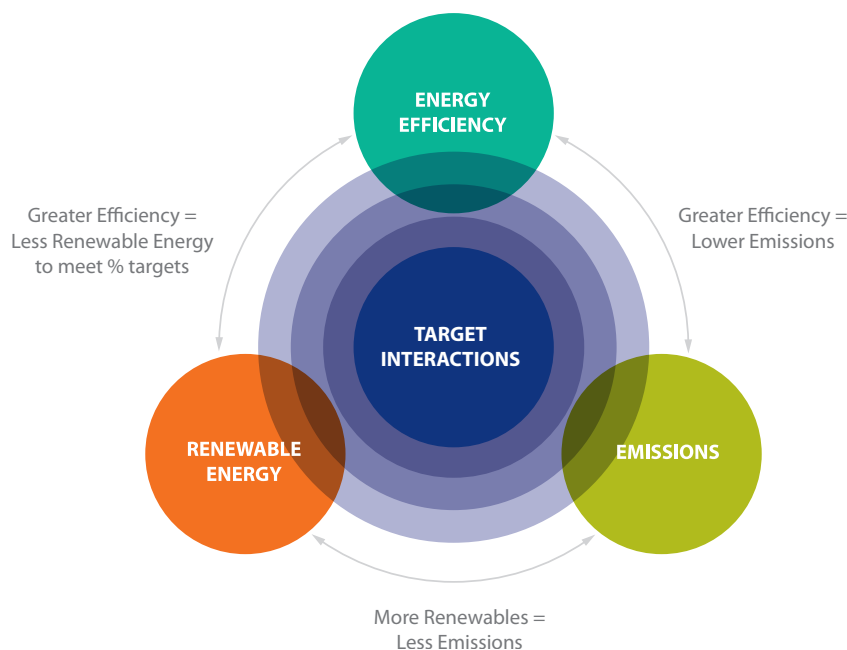 ENERGY
EFFICIENCY
Greater Efficiency =
Less Renewable Energy
to meet % targets
Greater Efficiency =
Lower Emissions
TARGET
INTERACTIONS
RENEWABLE
ENERGY
EMISSIONS
More Renewables =
Less Emissions